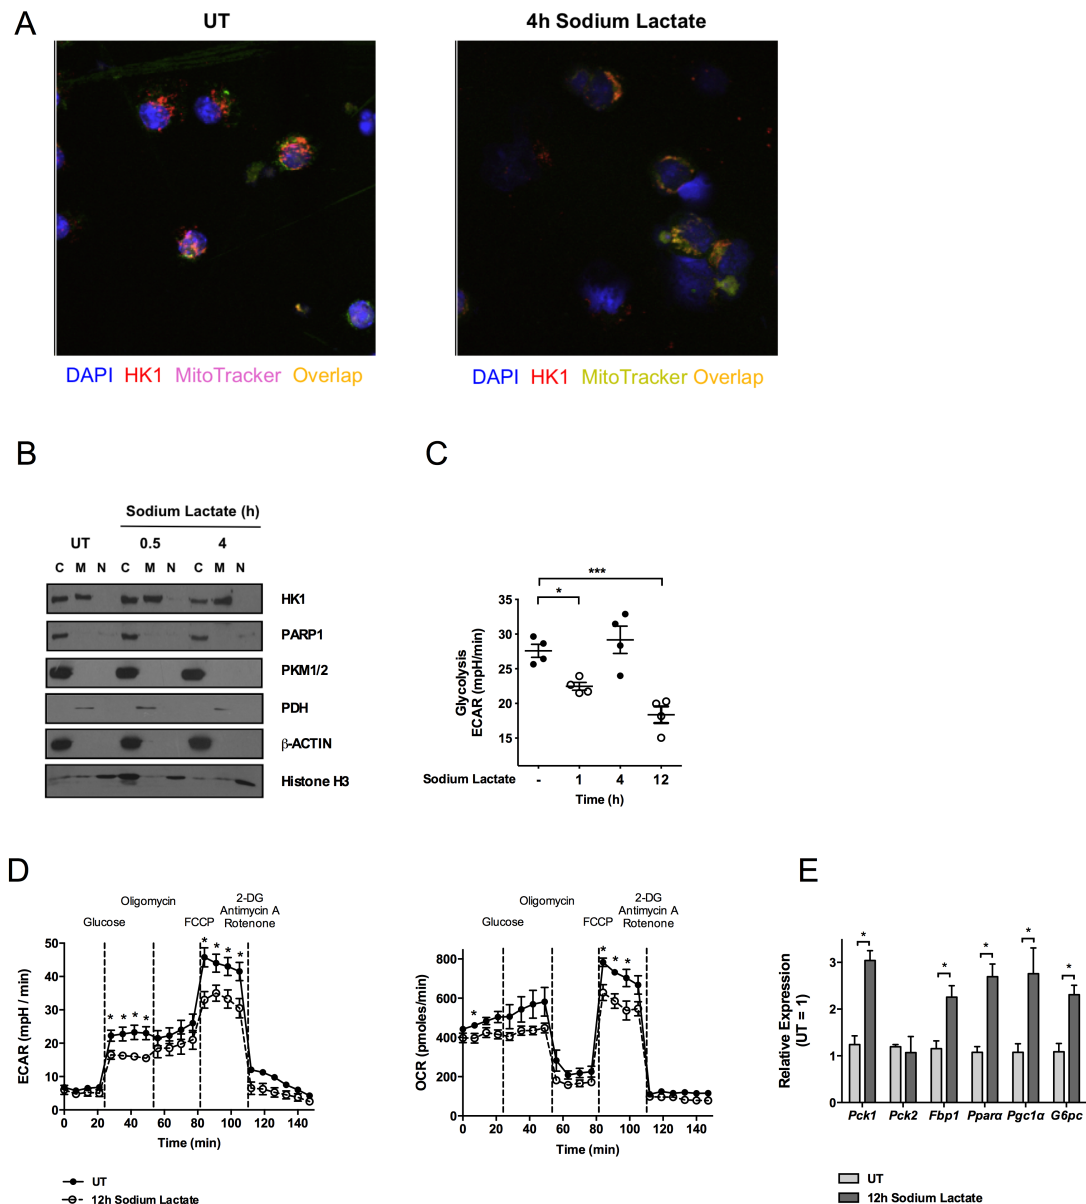 A
UT
4h Sodium Lactate
DAPI HK1 MitoTracker Overlap
DAPI HK1 MitoTracker Overlap
B
Sodium Lactate (h)
UT 0.5 4
C M N C M N C M N
HK1
PARP1
PKM1/2
PDH
β-ACTIN
Histone H3
C
***
*
35
30
25
20
15
Glycolysis
ECAR (mpH/min)
Sodium Lactate - 1 4 12
Time (h)
D
Glucose
Oligomycin
FCCP
2-DG
Antimycin A
Rotenone
* * * *
* * * *
50
40
30
20
10
0
ECAR (mpH / min)
0 20 40 60 80 100 120 140
Time (min)
UT
12h Sodium Lactate
Glucose
Oligomycin
FCCP
2-DG
Antimycin A
Rotenone
* * *
*
800
600
400
200
0
OCR (pmoles/min)
0 20 40 60 80 100 120 140
Time (min)
E
* * * * *
3
2
1
0
Relative Expression
(UT = 1)
Pck1 Pck2 Fbp1 Pparα Pgc1α G6pc
UT
12h Sodium Lactate